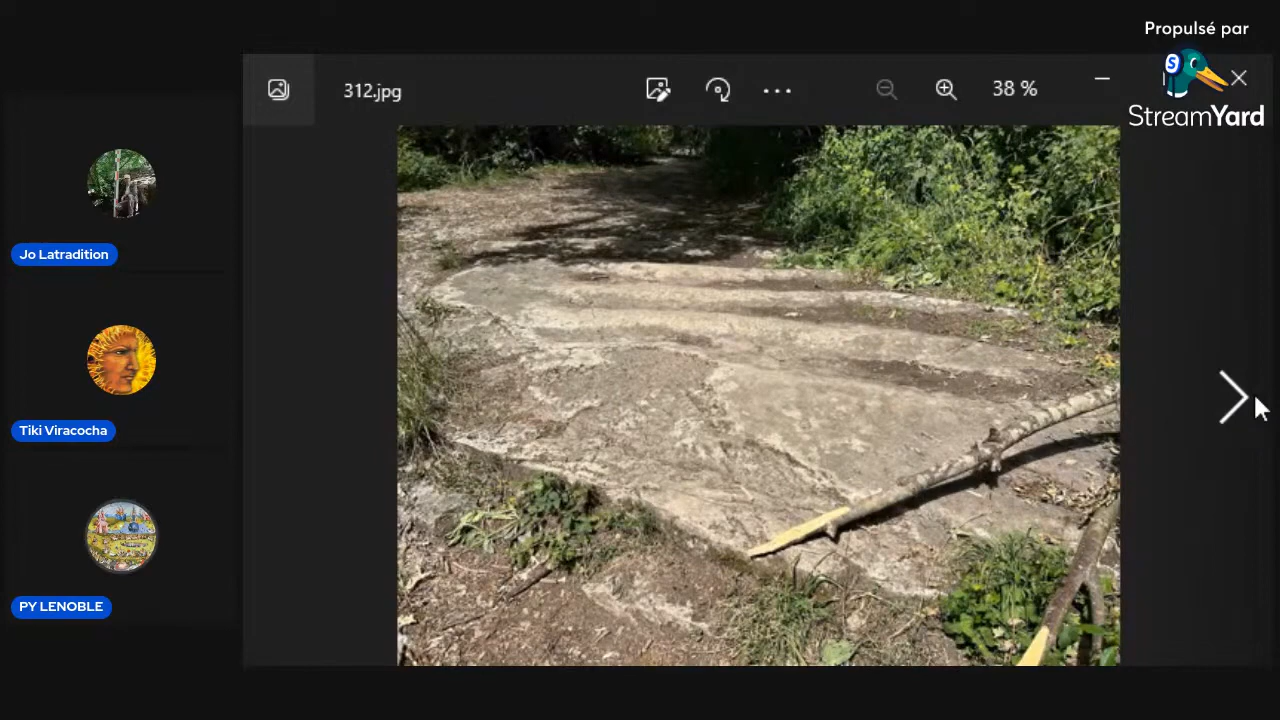 Propulsé par
StreamYard
312.jpg
38 %
Jo Latradition
Tiki Viracocha
PY LENOBLE